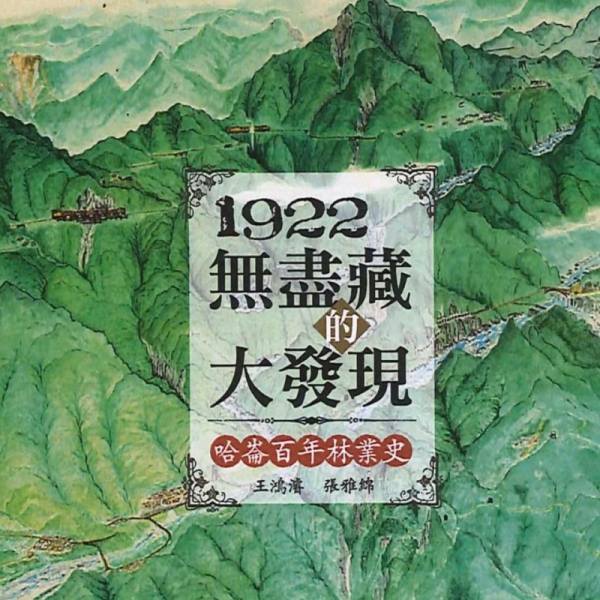 1922
無盡藏
的
大發現
哈崙百年林業史
王鴻濬 張雅綿